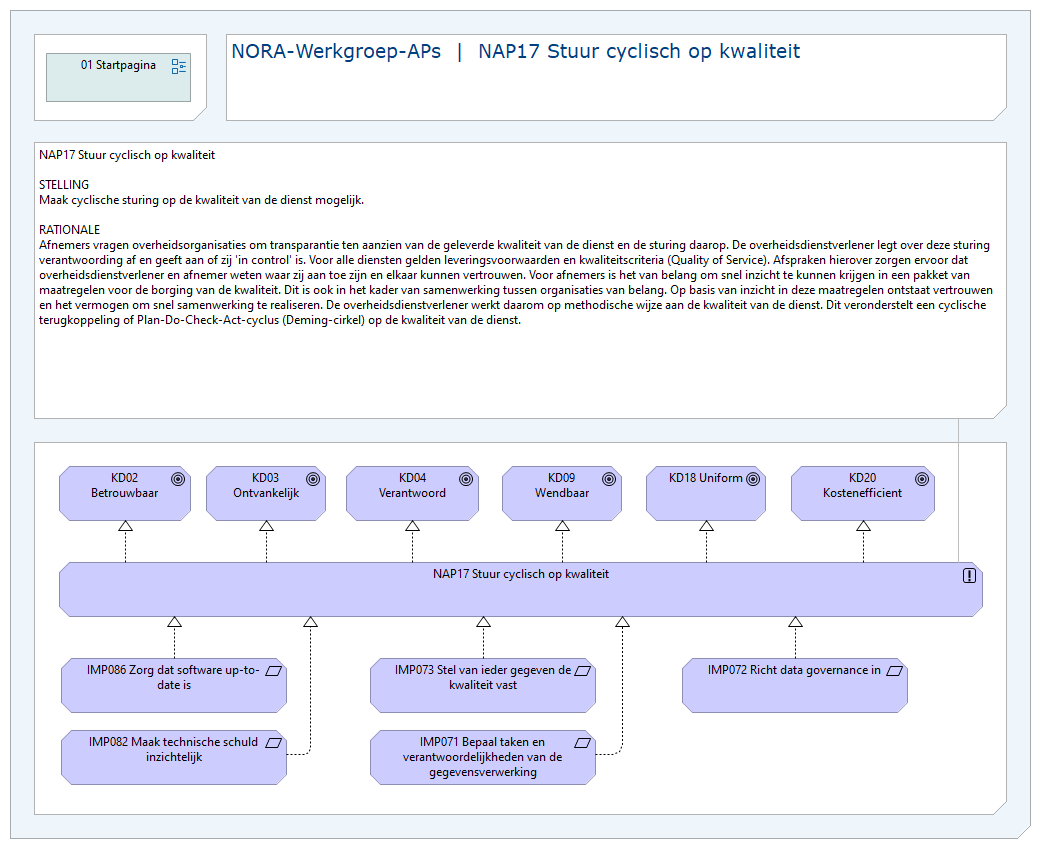 01 Startpagina
NORA-Werkgroep-APs | NAP17 Stuur cyclisch op kwaliteit
NAP17 Stuur cyclisch op kwaliteit
STELLING
Maak cyclische sturing op de kwaliteit van de dienst mogelijk.
RATIONALE
Afnemers vragen overheidsorganisaties om transparantie ten aanzien van de geleverde kwaliteit van de dienst en de sturing daarop. De overheidsdienstverlener legt over deze sturing
verantwoording af en geeft aan of zij 'in control' is. Voor alle diensten gelden leveringsvoorwaarden en kwaliteitscriteria (Quality of Service). Afspraken hierover zorgen ervoor dat
overheidsdienstverlener en afnemer weten waar zij aan toe zijn en elkaar kunnen vertrouwen. Voor afnemers is het van belang om snel inzicht te kunnen krijgen in een pakket van
maatregelen voor de borging van de kwaliteit. Dit is ook in het kader van samenwerking tussen organisaties van belang. Op basis van inzicht in deze maatregelen ontstaat vertrouwen
en het vermogen om snel samenwerking te realiseren. De overheidsdienstverlener werkt daarom op methodische wijze aan de kwaliteit van de dienst. Dit veronderstelt een cyclische
terugkoppeling of Plan-Do-Check-Act-cyclus (Deming-cirkel) op de kwaliteit van de dienst.
KD02
Betrouwbaar
KD03
Ontvankelijk
KD04
Verantwoord
KD09
Wendbaar
KD18 Uniform
KD20
Kostenefficient
NAP17 Stuur cyclisch op kwaliteit
IMP086 Zorg dat software up-to-
date is
IMP073 Stel van ieder gegeven de
kwaliteit vast
IMP072 Richt data governance in
IMP082 Maak technische schuld
inzichtelijk
IMP071 Bepaal taken en
verantwoordelijkheden van de
gegevensverwerking